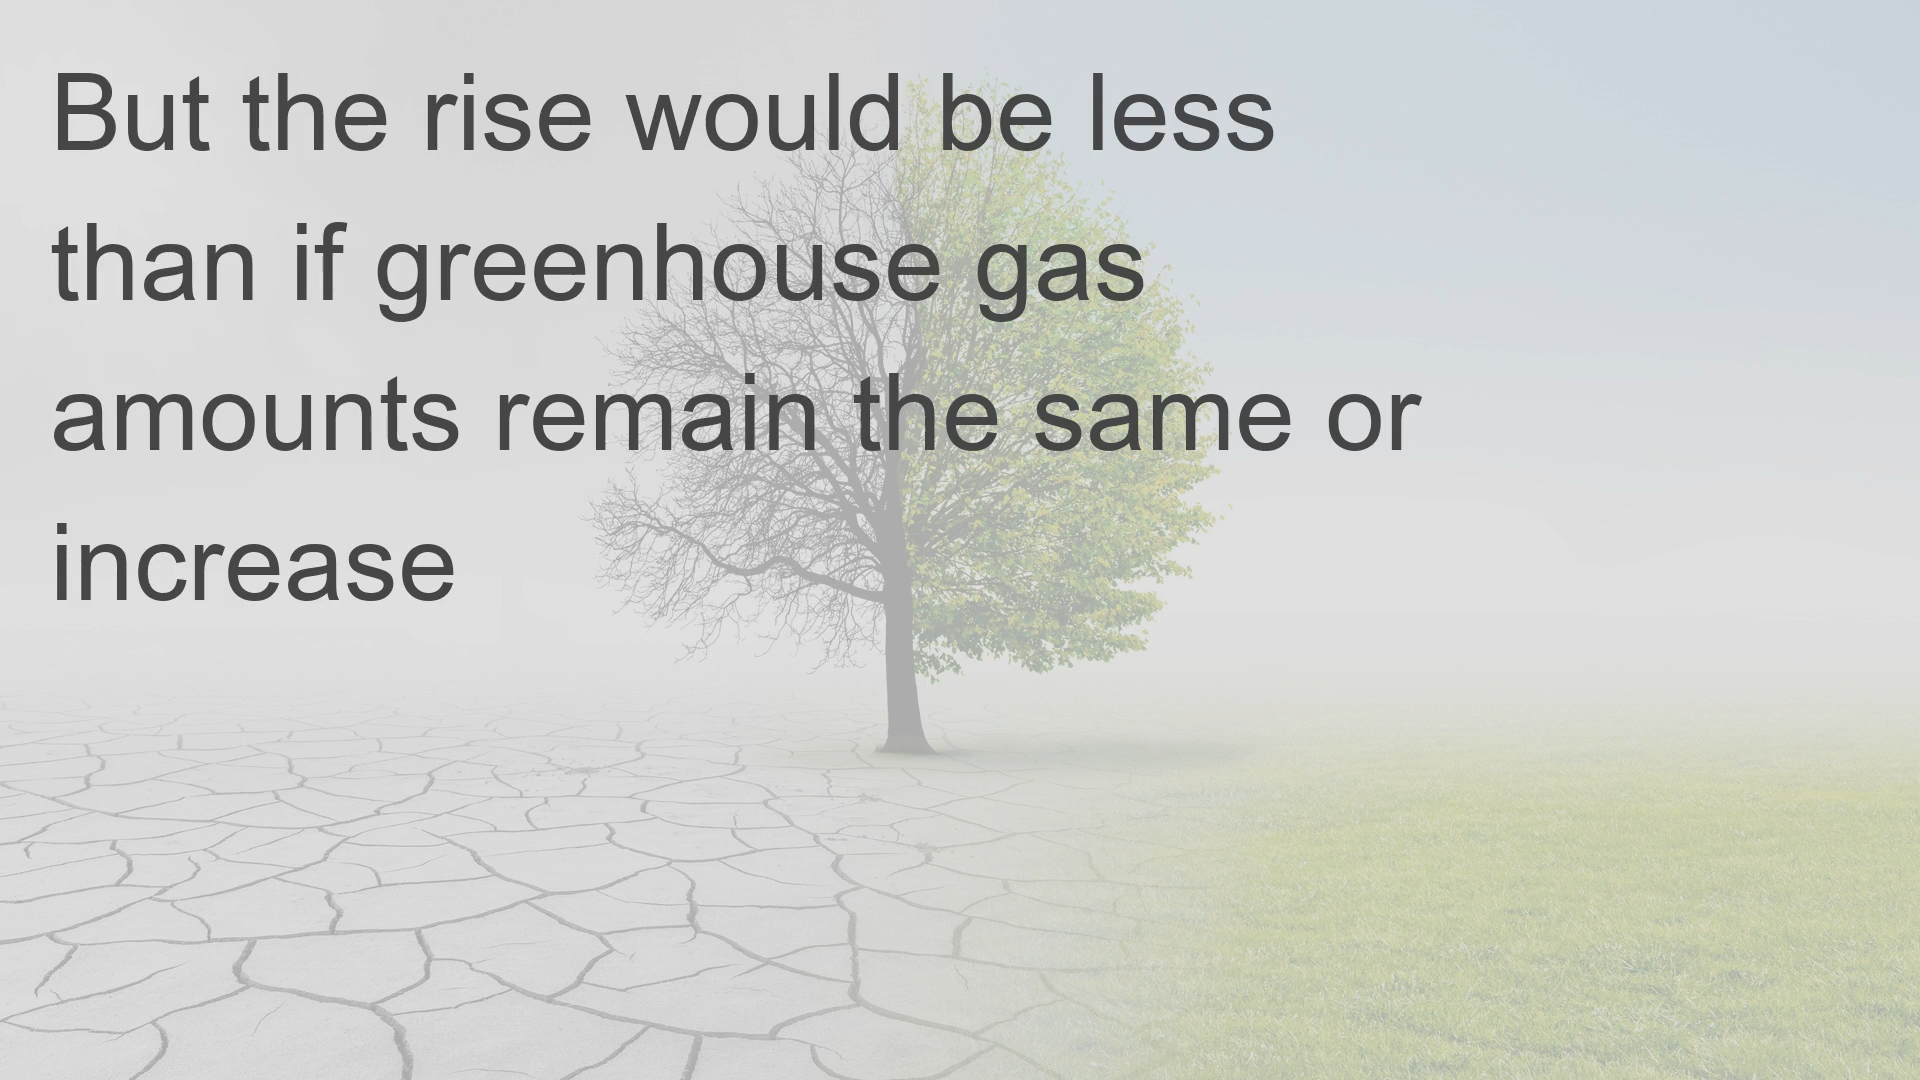 But the rise would be less
than if greenhouse gas
amounts remain the same or
increase